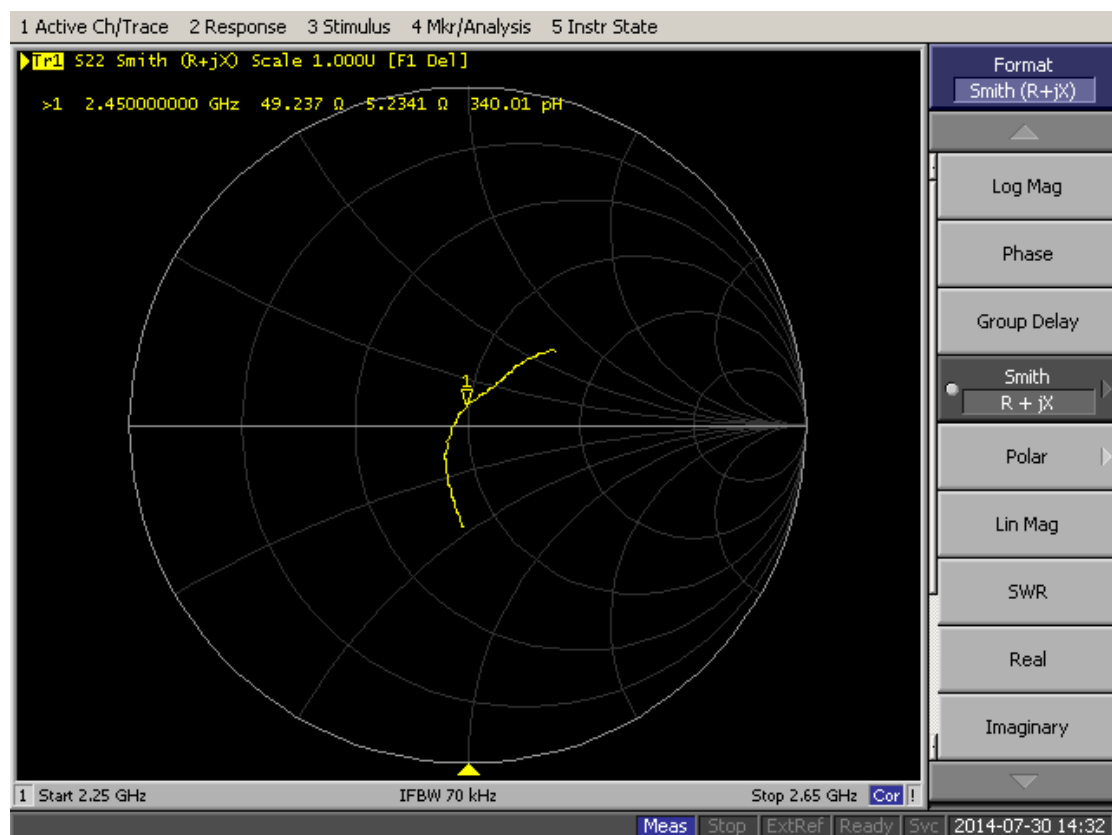 1 Active Ch/Trace 2 Response 3 Stimulus 4 Mkr/Analysis 5 Instr State
Tr1 S22 Smith (R+jX) Scale 1.000U [F1 Del]
>1 2.450000000 GHz 49.237 Ω 5.2341 Ω 340.01 pH
1
Format
Smith (R+jX)
Log Mag
Phase
Group Delay
Smith
R + jX
Polar
Lin Mag
SWR
Real
Imaginary
1 Start 2.25 GHz IFBW 70 kHz Stop 2.65 GHz Cor !
Meas Stop ExtRef Ready Svc 2014-07-30 14:32